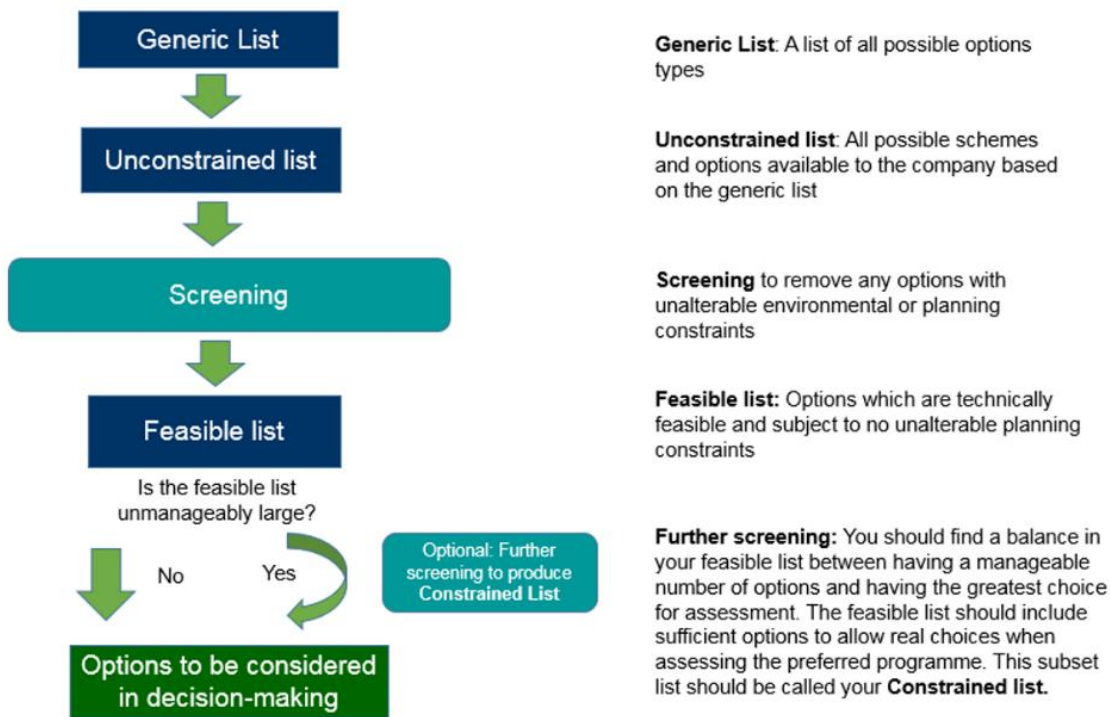 Generic List
Generic List: A list of all possible options
types
Unconstrained list
Unconstrained list: All possible schemes
and options available to the company based
on the generic list
Screening
Screening to remove any options with
unalterable environmental or planning
constraints
Feasible list
Feasible list: Options which are technically
feasible and subject to no unalterable planning
constraints
Is the feasible list
unmanageably large?
No
Yes
Optional: Further
screening to produce
Constrained List
Further screening: You should find a balance in
your feasible list between having a manageable
number of options and having the greatest choice
for assessment. The feasible list should include
sufficient options to allow real choices when
assessing the preferred programme. This subset
list should be called your Constrained list.
Options to be considered
in decision-making